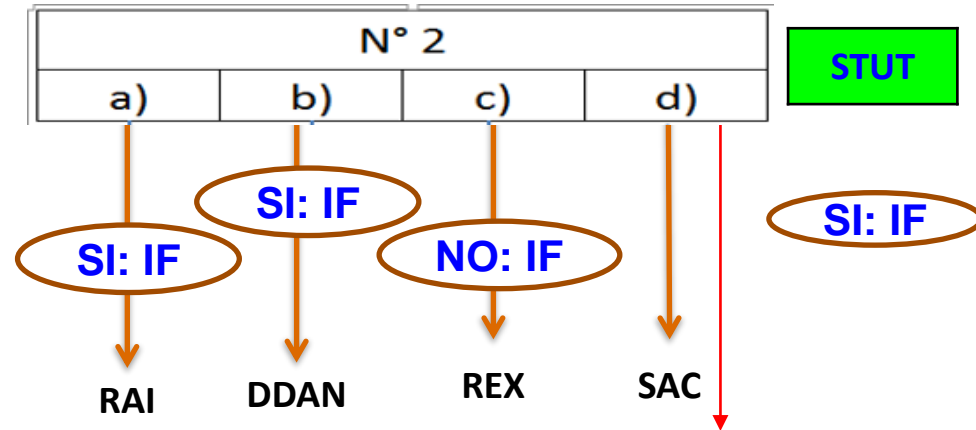 N° 2
STUT
a) b) c) d)
SI: IF
SI: IF
SI: IF
NO: IF
RAI
DDAN
REX
SAC